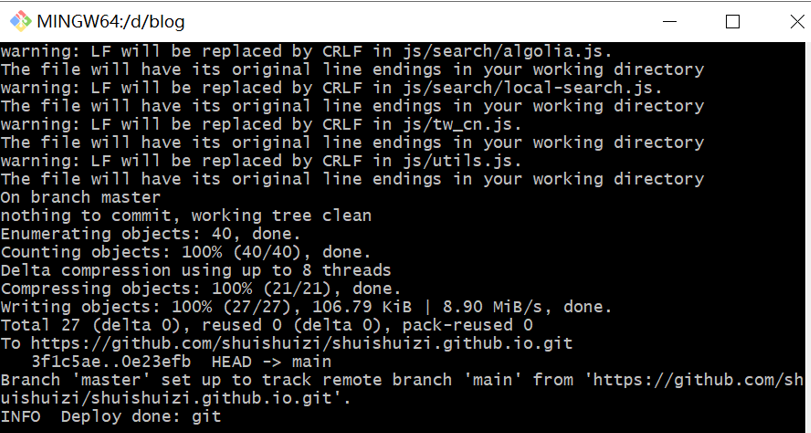 MINGW64:/d/blog
warning: LF will be replaced by CRLF in js/search/algolia.js.
The file will have its original line endings in your working directory
warning: LF will be replaced by CRLF in js/search/local-search.js.
The file will have its original line endings in your working directory
warning: LF will be replaced by CRLF in js/tw_cn.js.
The file will have its original line endings in your working directory
warning: LF will be replaced by CRLF in js/utils.js.
The file will have its original line endings in your working directory
On branch master
nothing to commit, working tree clean
Enumerating objects: 40, done.
Counting objects: 100% (40/40), done.
Delta compression using up to 8 threads
Compressing objects: 100% (21/21), done.
Writing objects: 100% (27/27), 106.79 KiB | 8.90 MiB/s, done.
Total 27 (delta 0), reused 0 (delta 0), pack-reused 0
To https://github.com/shuishuizi/shuishuizi.github.io.git
   3f1c5ae..0e23efb  HEAD -> main
Branch 'master' set up to track remote branch 'main' from 'https://github.com/sh
uishuizi/shuishuizi.github.io.git'.
INFO  Deploy done: git